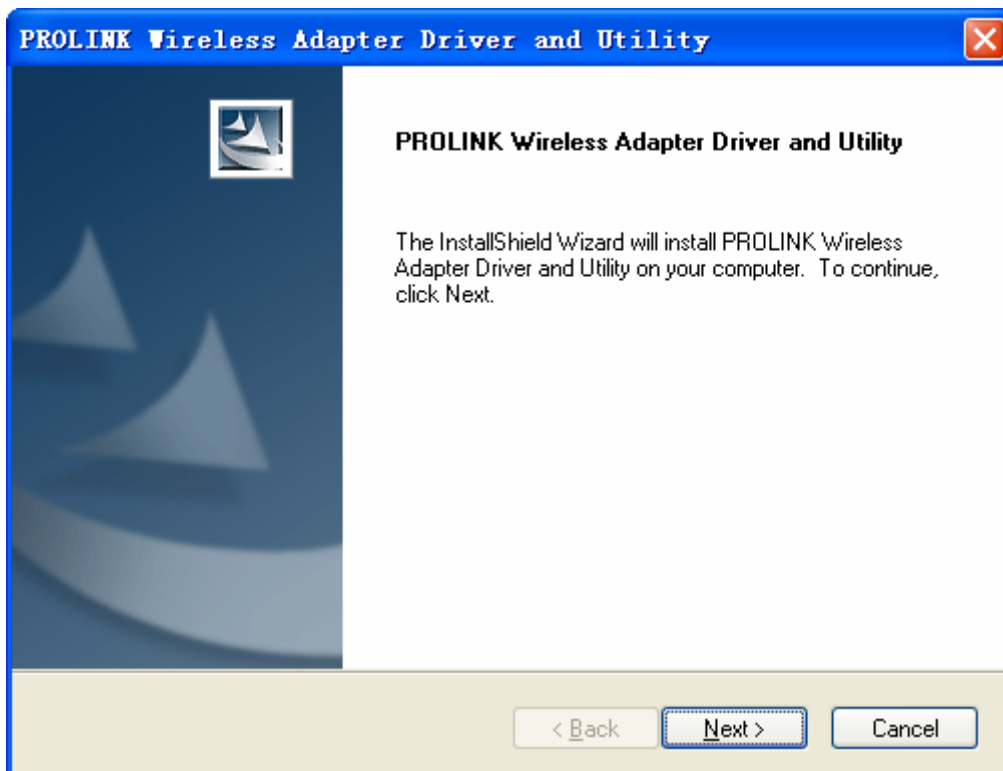 PROLINK Wireless Adapter Driver and Utility
PROLINK Wireless Adapter Driver and Utility
The InstallShield Wizard will install PROLINK Wireless
Adapter Driver and Utility on your computer.  To continue,
click Next.
< Back
Next >
Cancel